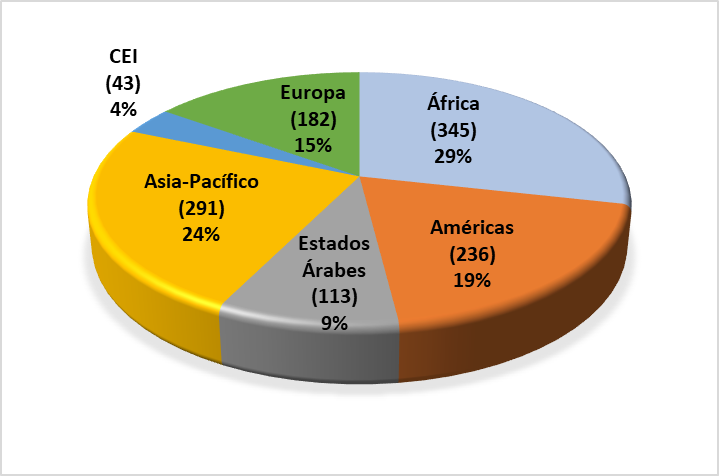 CEI
(43)
4%
Europa
(182)
15%
África
(345)
29%
Asia-Pacífico
(291)
24%
Estados
Árabes
(113)
9%
Américas
(236)
19%